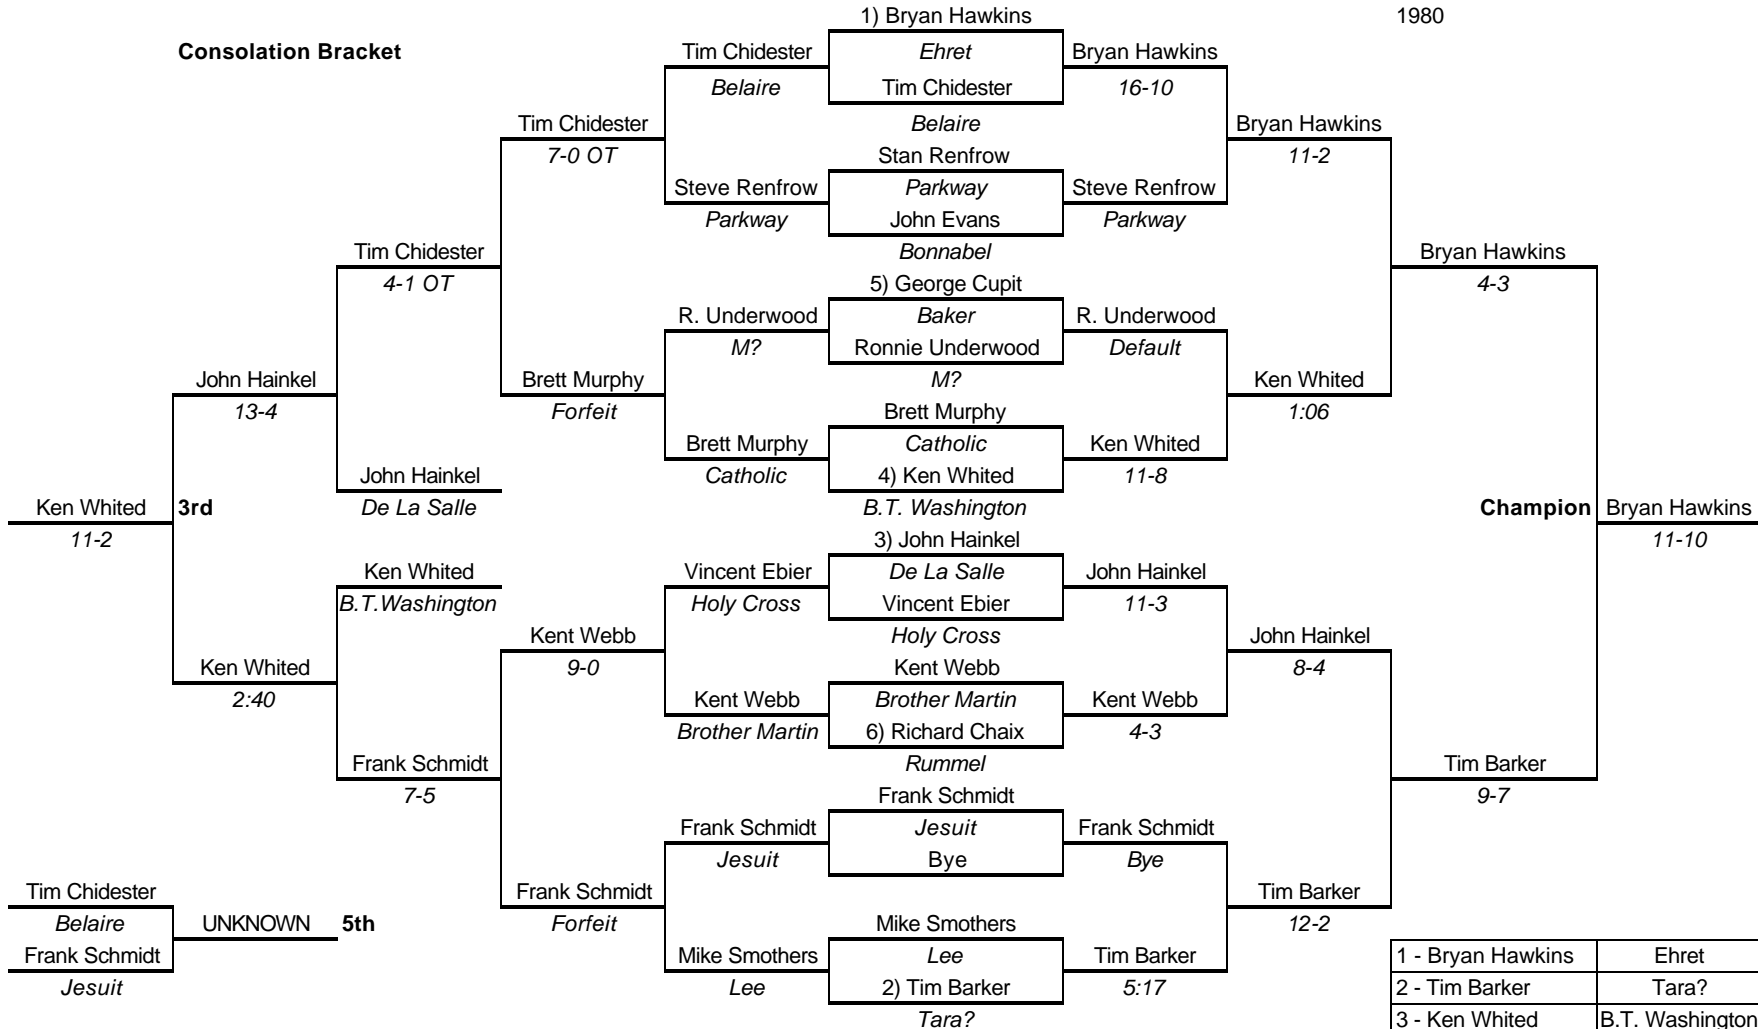 1) Bryan Hawkins
1980
Consolation Bracket
Tim Chidester
Ehret
Bryan Hawkins
Belaire
Tim Chidester
16-10
Tim Chidester
Belaire
Bryan Hawkins
7-0 OT
Stan Renfrow
11-2
Steve Renfrow
Parkway
Steve Renfrow
Parkway
John Evans
Parkway
Tim Chidester
Bonnabel
Bryan Hawkins
4-1 OT
5) George Cupit
4-3
R. Underwood
Baker
R. Underwood
M?
Ronnie Underwood
Default
John Hainkel
Brett Murphy
M?
Ken Whited
13-4
Forfeit
Brett Murphy
1:06
Brett Murphy
Catholic
Ken Whited
John Hainkel
Catholic
4) Ken Whited
11-8
Ken Whited
3rd
De La Salle
B.T. Washington
Champion
Bryan Hawkins
11-2
3) John Hainkel
11-10
Ken Whited
Vincent Ebier
De La Salle
John Hainkel
B.T.Washington
Holy Cross
Vincent Ebier
11-3
Kent Webb
Holy Cross
John Hainkel
Ken Whited
9-0
Kent Webb
8-4
2:40
Kent Webb
Brother Martin
Kent Webb
Brother Martin
6) Richard Chaix
4-3
Frank Schmidt
Rummel
Tim Barker
7-5
Frank Schmidt
9-7
Frank Schmidt
Jesuit
Frank Schmidt
Jesuit
Bye
Bye
Tim Chidester
Frank Schmidt
Tim Barker
Belaire
UNKNOWN
5th
Forfeit
Mike Smothers
12-2
Frank Schmidt
Mike Smothers
Lee
Tim Barker
1 - Bryan Hawkins
Ehret
Jesuit
Lee
2) Tim Barker
5:17
2 - Tim Barker
Tara?
Tara?
3 - Ken Whited
B.T. Washington